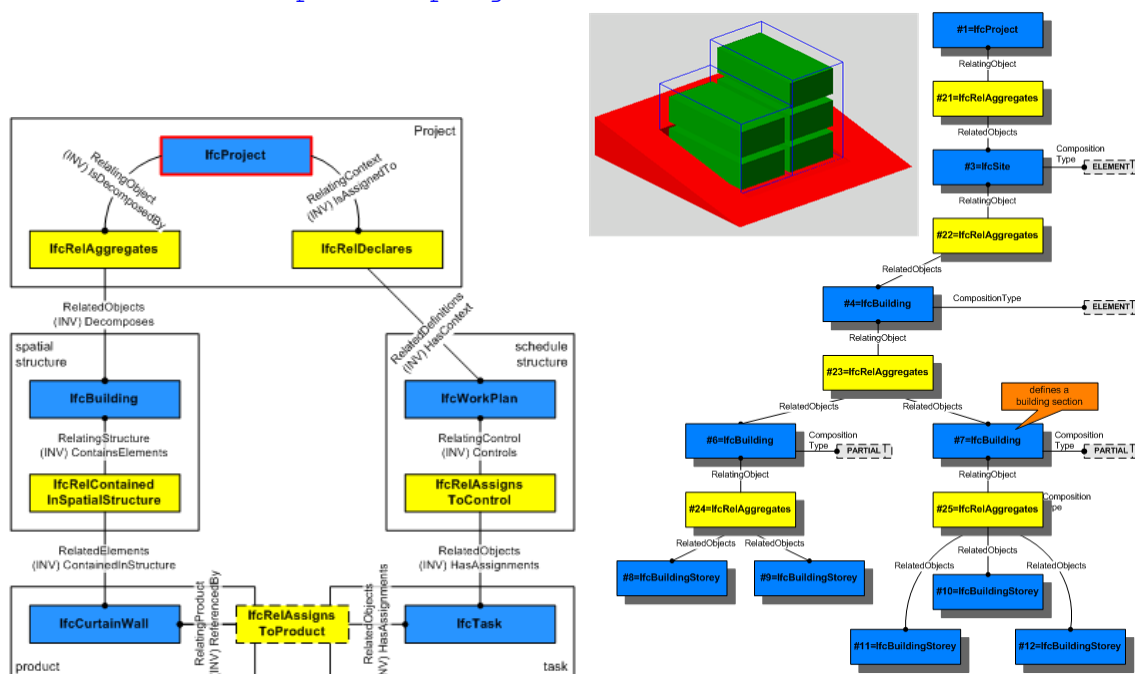 Project
IfcProject
RelatingObject
(INV) IsDecomposedBy
RelatingContext
(INV) IsAssignedTo
IfcRelAggregates
IfcRelDeclares
RelatedObjects
(INV) Decomposes
RelatedDefinitions
(INV) HasContext
spatial
structure
schedule
structure
IfcBuilding
IfcWorkPlan
RelatingStructure
(INV) ContainsElements
RelatingControl
(INV) Controls
IfcRelContained
InSpatialStructure
IfcRelAssigns
ToControl
RelatedElements
(INV) ContainedInStructure
RelatedObjects
(INV) HasAssignments
IfcCurtainWall
RelatingProduct
(INV) ReferencedBy
IfcRelAssigns
ToProduct
RelatedObjects
(INV) HasAssignments
IfcTask
product
task
#1=IfcProject
RelatingObject
#21=IfcRelAggregates
RelatedObjects
#3=IfcSite
Composition
Type
ELEMENT
RelatingObject
#22=IfcRelAggregates
RelatedObjects
#4=IfcBuilding
CompositionType
ELEMENT
RelatingObject
#23=IfcRelAggregates
defines a
building section
RelatedObjects
RelatedObjects
#6=IfcBuilding
Composition
Type
PARTIAL
#7=IfcBuilding
Composition
Type
PARTIAL
RelatingObject
RelatingObject
#24=IfcRelAggregates
#25=IfcRelAggregates
Composition
Type
RelatedObjects
RelatedObjects
RelatedObjects
RelatedObjects
RelatedObjects
#8=IfcBuildingStorey
#9=IfcBuildingStorey
#10=IfcBuildingStorey
#11=IfcBuildingStorey
#12=IfcBuildingStorey